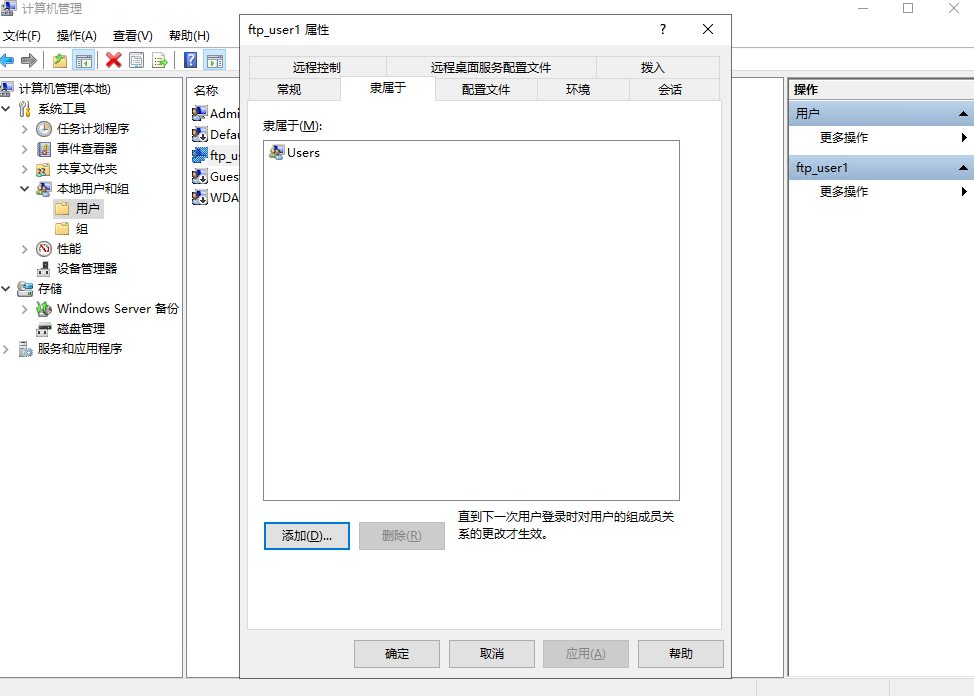 计算机管理
文件(F) 操作(A) 查看(V) 帮助(H)
计算机管理(本地)
系统工具
任务计划程序
事件查看器
共享文件夹
本地用户和组
用户
组
性能
设备管理器
存储
Windows Server 备份
磁盘管理
服务和应用程序
名称
Admi
Defau
ftp_us
Gues
WDA
ftp_user1 属性
?
远程控制 远程桌面服务配置文件 拨入
常规 隶属于 配置文件 环境 会话
隶属于(M):
Users
添加(D)... 删除(R)
直到下一次用户登录时对用户的组成员关
系的更改才生效。
确定 取消 应用(A) 帮助
操作
用户
更多操作
ftp_user1
更多操作